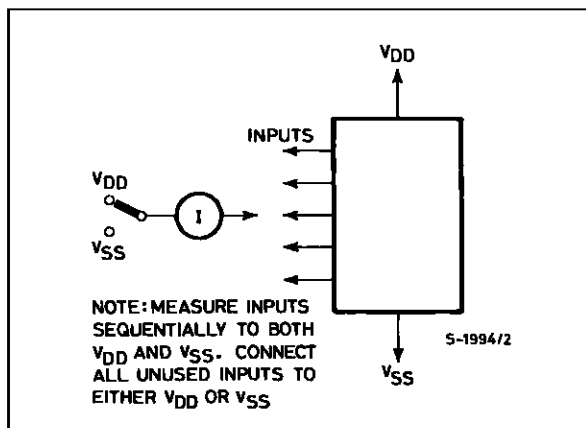 VDD
INPUTS
VDD
I
VSS
NOTE: MEASURE INPUTS
SEQUENTIALLY TO BOTH
VDD AND VSS. CONNECT
ALL UNUSED INPUTS TO
EITHER VDD OR VSS
S-1994/2
VSS